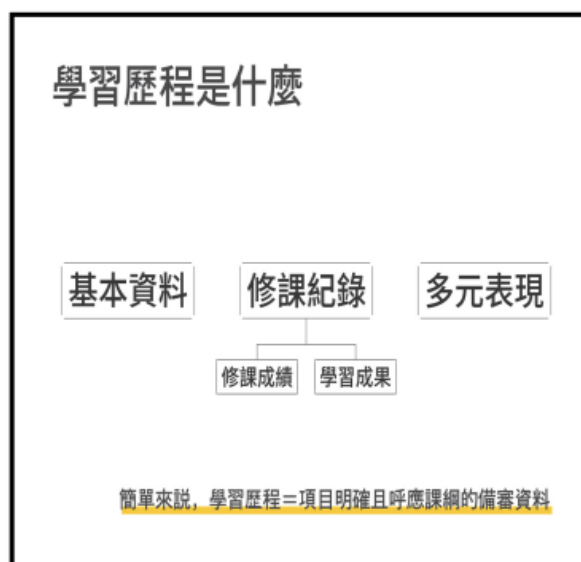 學習歷程是什麼
基本資料
修課紀錄
多元表現
修課成績
學習成果
簡單來説，學習歷程＝項目明確且呼應課綱的備審資料